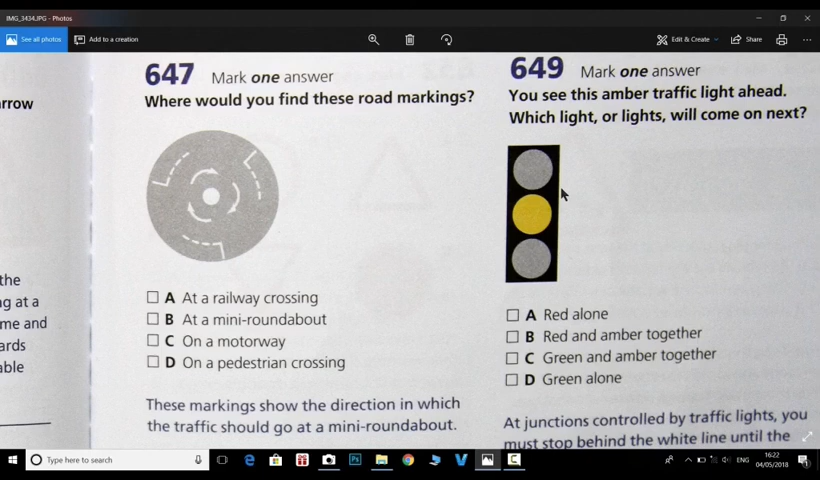 IMG_3434.JPG - Photos
See all photos
Add to a creation
Edit & Create
Share
arrow
the
ng at a
me and
ards
able
647 Mark one answer
Where would you find these road markings?
A At a railway crossing
B At a mini-roundabout
C On a motorway
D On a pedestrian crossing
These markings show the direction in which
the traffic should go at a mini-roundabout.
649 Mark one answer
You see this amber traffic light ahead.
Which light, or lights, will come on next?
A Red alone
B Red and amber together
C Green and amber together
D Green alone
At junctions controlled by traffic lights, you
must stop behind the white line until the
Type here to search
ENG
16:22
04/05/2018